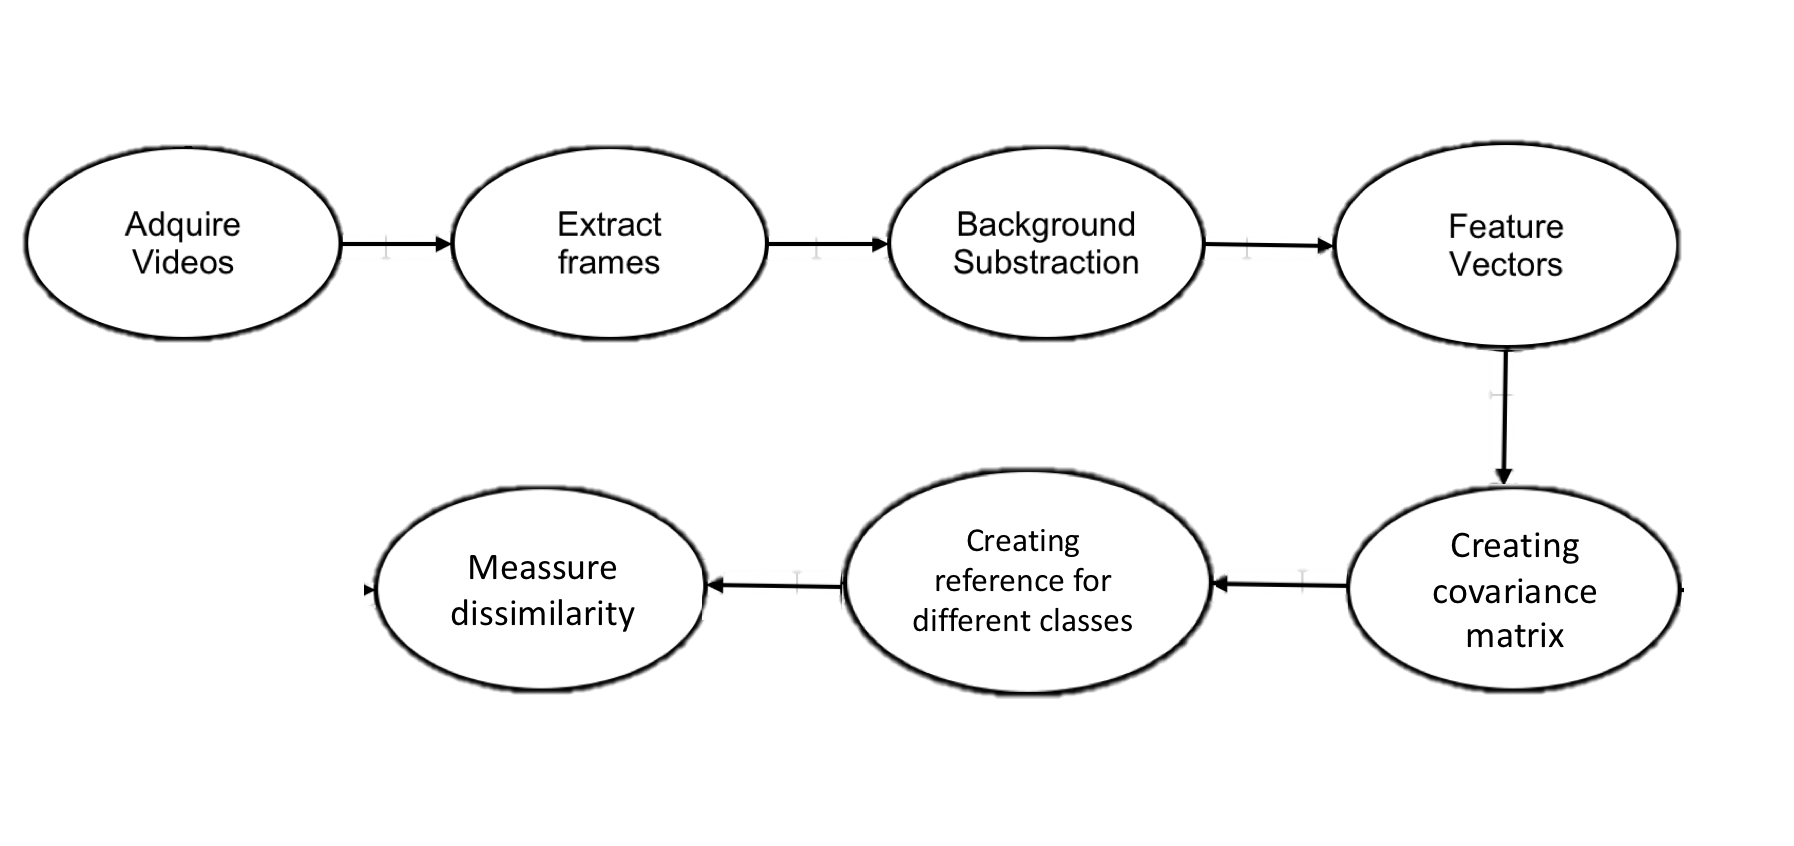 Adquire
Videos
Extract
frames
Background
Substraction
Feature
Vectors
Creating
covariance
matrix
Creating
reference for
different classes
Meassure
dissimilarity